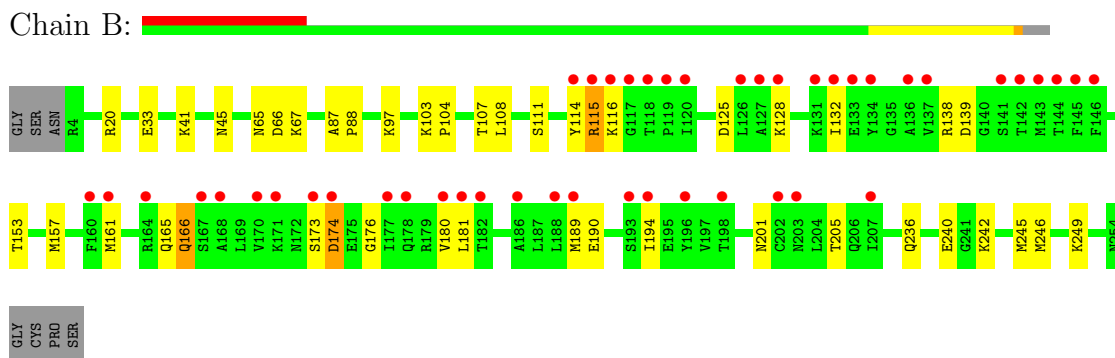 Chain B:
GLY SER ASN R4 R20 E33 K41 N45 N65 D66 K67 A87 P88 K97 K103 P104 T107 L108 S111 Y114 R115 K116 G117 T118 P119 I120 D125 L126 A127 K128 K131 I132 E133 Y134 G135 A136 V137 R138 D139 G140 S141 T142 M143 T144 F145 F146
T153 M157 F160 M161 R164 Q165 Q166 S167 A168 L169 V170 K171 N172 S173 D174 E175 G176 I177 Q178 R179 V180 L181 T182 A186 L187 L188 M189 E190 S193 I194 E195 Y196 V197 T198 N201 C202 N203 L204 T205 Q206 I207 Q236 E240 G241 K242 M245 M246 K249 N254
GLY CYS PRO SER